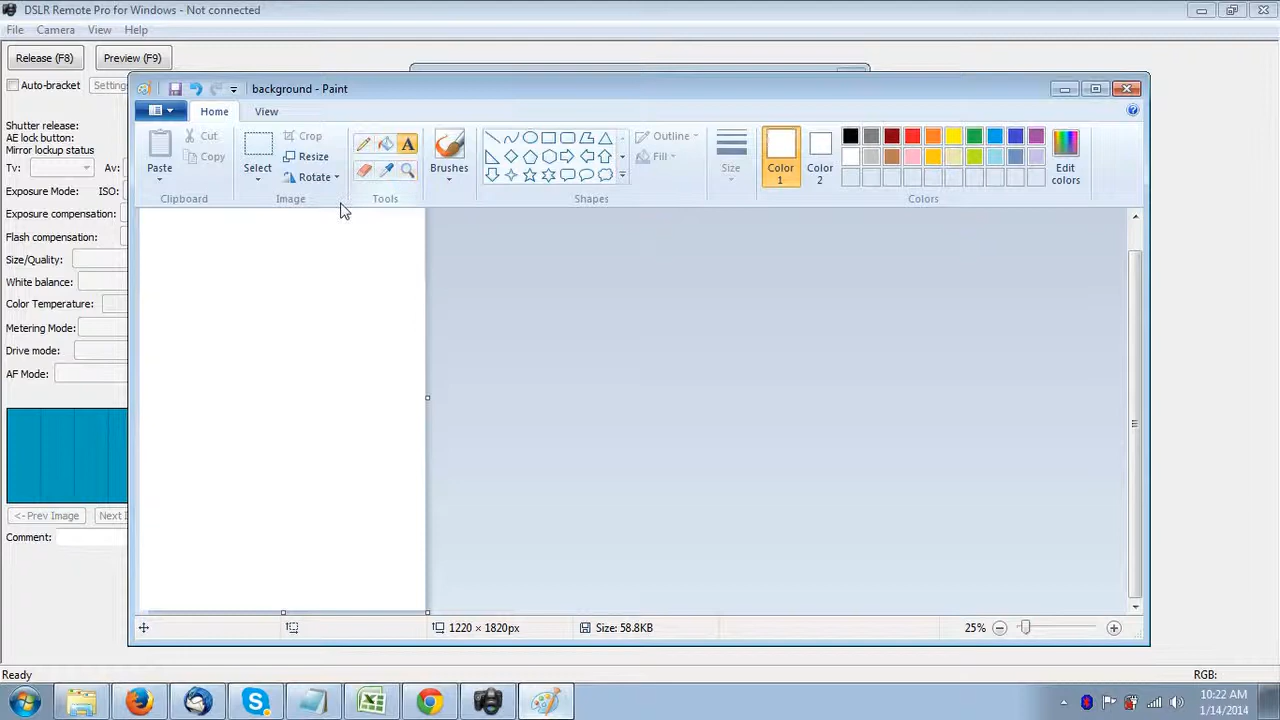 DSLR Remote Pro for Windows - Not connected
File Camera View Help
Release (F8) Preview (F9)
Auto-bracket Settings
background - Paint
Home View
Cut
Copy
Paste
Clipboard
Crop
Resize
Rotate
Select
Image
A
Tools
Brushes
Outline
Fill
Shapes
Size
Color 1
Color 2
Edit colors
Colors
Shutter release:
AE lock button:
Mirror lockup status
Tv: Av:
Exposure Mode: ISO:
Exposure compensation:
Flash compensation:
Size/Quality:
White balance:
Color Temperature:
Metering Mode:
Drive mode:
AF Mode:
<-Prev Image Next
Comment:
1220 × 1820px Size: 58.8KB 25%
Ready RGB:
10:22 AM
1/14/2014